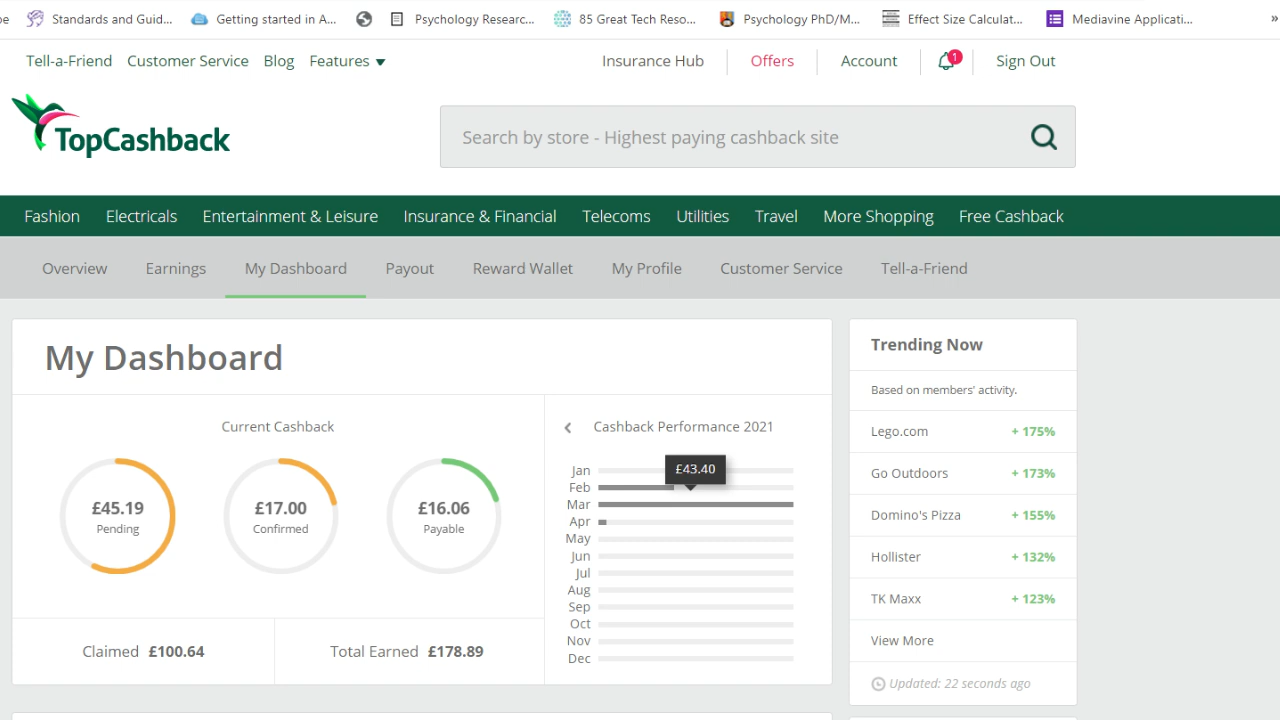 Standards and Guid...
Getting started in A...
Psychology Researc...
85 Great Tech Reso...
Psychology PhD/M...
Effect Size Calculat...
Mediavine Applicati...
»
Tell-a-Friend Customer Service Blog Features
Insurance Hub Offers Account 1 Sign Out
TopCashback
Search by store - Highest paying cashback site
Fashion Electricals Entertainment & Leisure Insurance & Financial Telecoms Utilities Travel More Shopping Free Cashback
Overview Earnings My Dashboard Payout Reward Wallet My Profile Customer Service Tell-a-Friend
My Dashboard
Current Cashback
£45.19
Pending
£17.00
Confirmed
£16.06
Payable
Claimed £100.64
Total Earned £178.89
Cashback Performance 2021
£43.40
Jan
Feb
Mar
Apr
May
Jun
Jul
Aug
Sep
Oct
Nov
Dec
Trending Now
Based on members' activity.
Lego.com + 175%
Go Outdoors + 173%
Domino's Pizza + 155%
Hollister + 132%
TK Maxx + 123%
View More
Updated: 22 seconds ago